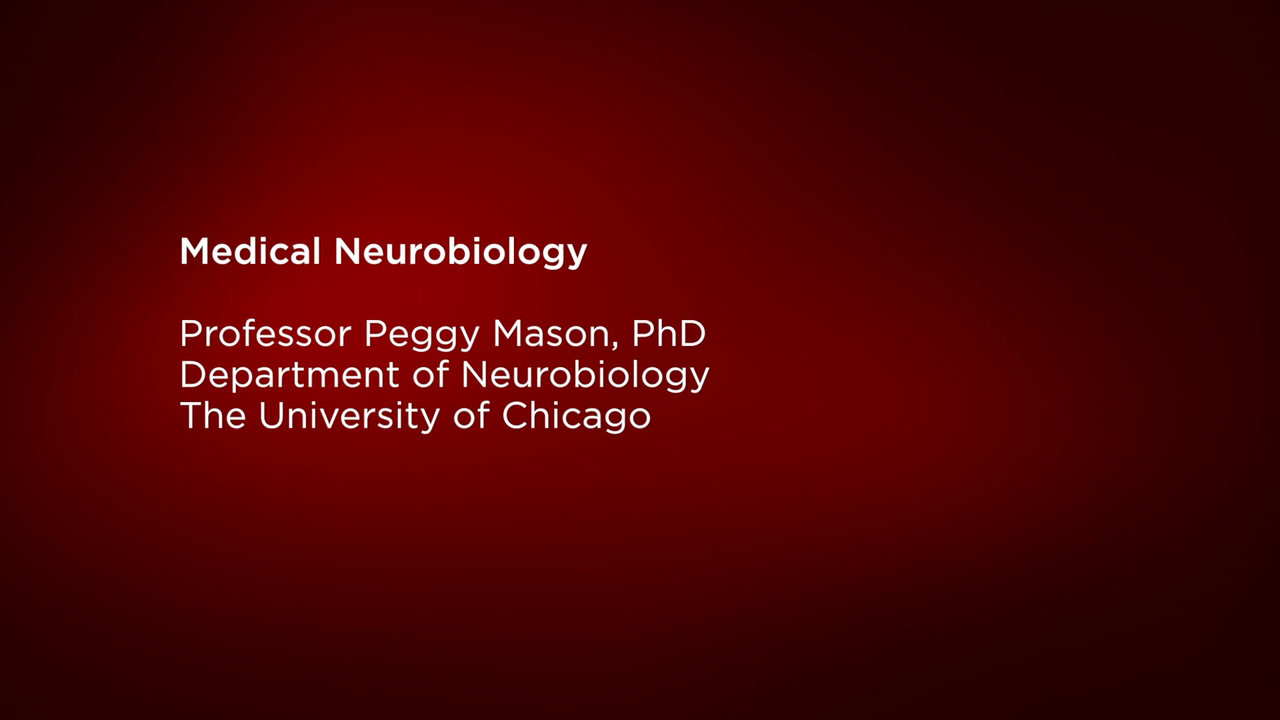 Medical Neurobiology
Professor Peggy Mason, PhD
Department of Neurobiology
The University of Chicago